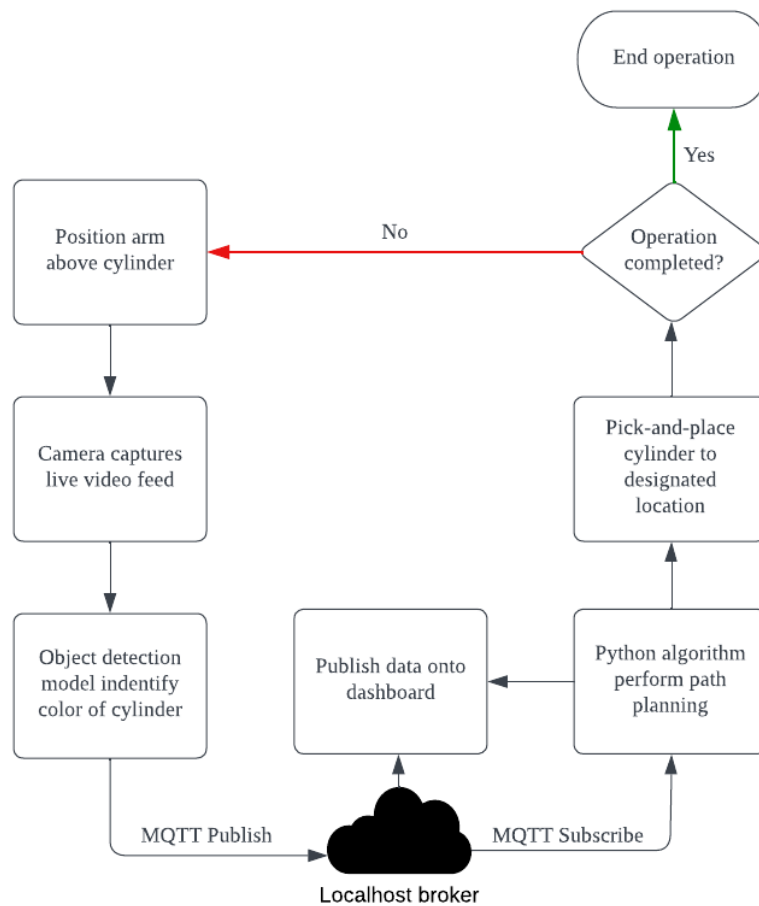 End operation
Yes
No
Position arm
above cylinder
Operation
completed?
Camera captures
live video feed
Pick-and-place
cylinder to
designated
location
Object detection
model indentify
color of cylinder
Publish data onto
dashboard
Python algorithm
perform path
planning
MQTT Publish
MQTT Subscribe
Localhost broker